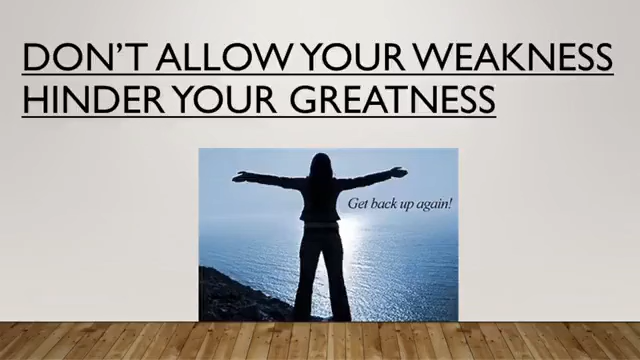 DON’T ALLOW YOUR WEAKNESS
HINDER YOUR GREATNESS
Get back up again!